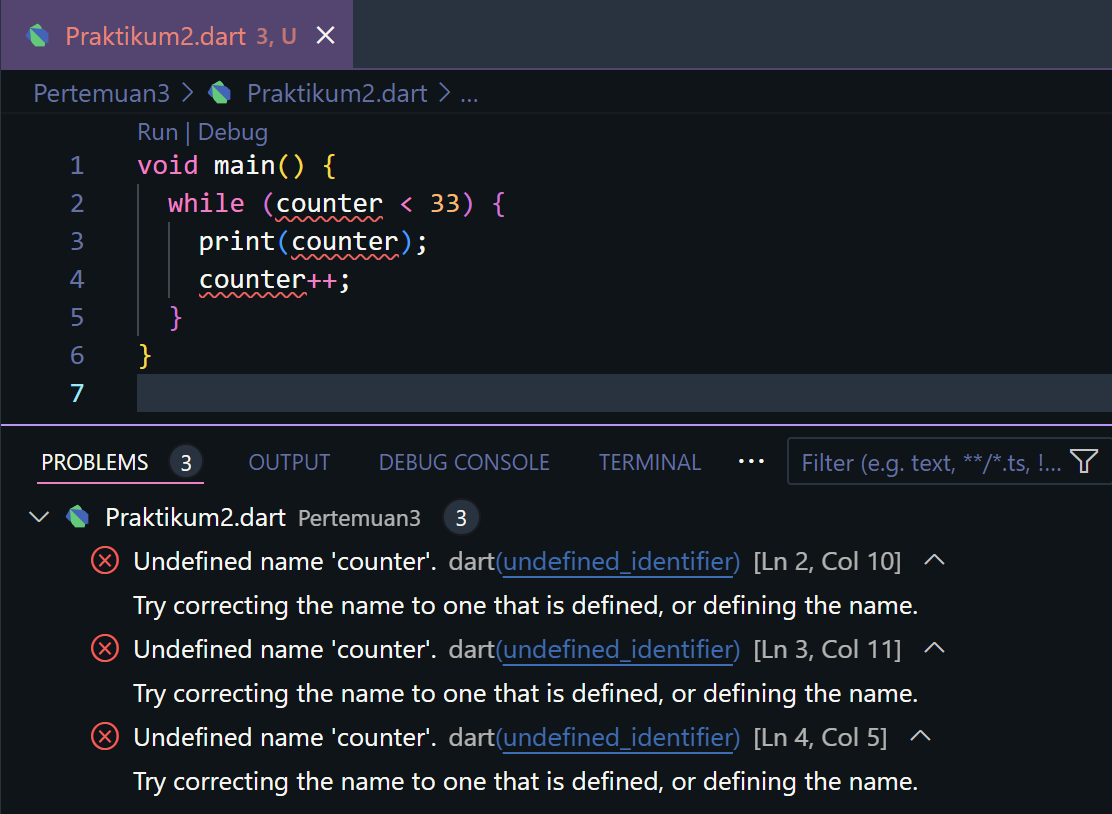 Praktikum2.dart 3, U
Pertemuan3 > Praktikum2.dart > ...
Run | Debug
1 void main() {
2 while (counter < 33) {
3 print(counter);
4 counter++;
5 }
6 }
7
PROBLEMS 3 OUTPUT DEBUG CONSOLE TERMINAL ... Filter (e.g. text, **/*.ts, !...
Praktikum2.dart Pertemuan3 3
Undefined name 'counter'. dart(undefined_identifier) [Ln 2, Col 10]
Try correcting the name to one that is defined, or defining the name.
Undefined name 'counter'. dart(undefined_identifier) [Ln 3, Col 11]
Try correcting the name to one that is defined, or defining the name.
Undefined name 'counter'. dart(undefined_identifier) [Ln 4, Col 5]
Try correcting the name to one that is defined, or defining the name.